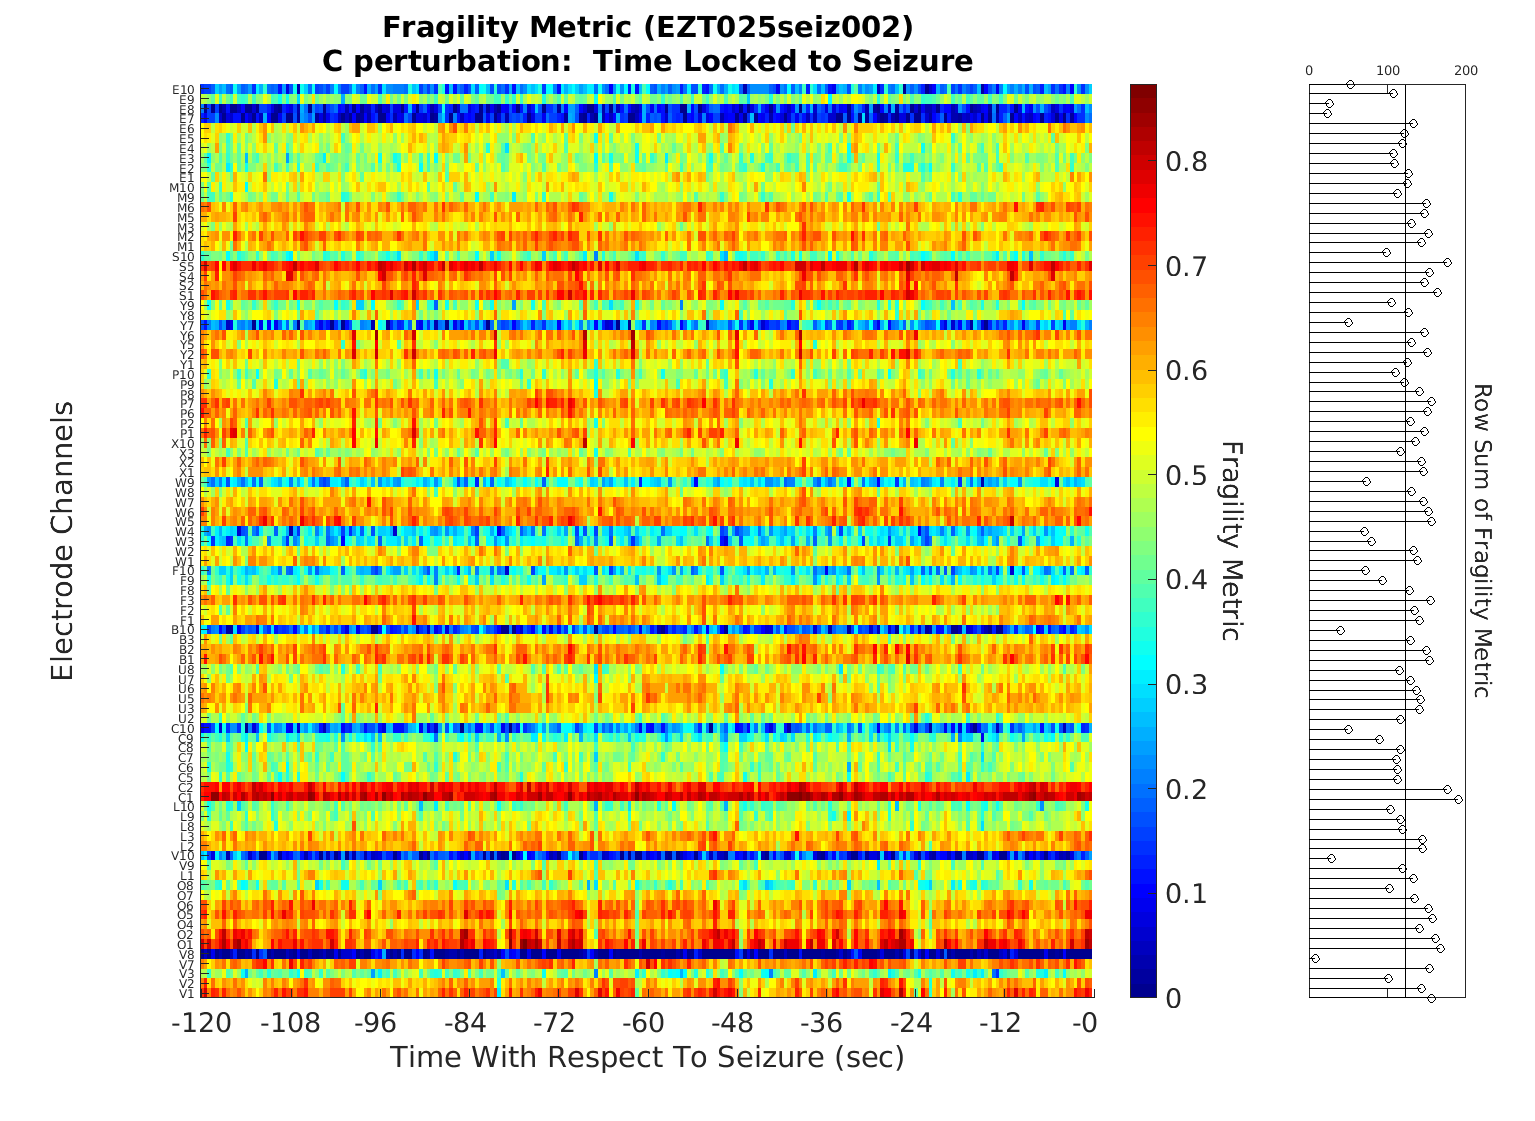 Fragility Metric (EZT025seiz002)
C perturbation:  Time Locked to Seizure
0 100 200
E10
E9
E8
E7
E6
E5
E4
E3
E2
E1
M10
M9
M6
M5
M3
M2
M1
S10
S5
S4
S2
S1
Y9
Y8
Y7
Y6
Y5
Y2
Y1
P10
P9
P8
P7
P6
P2
P1
X10
X3
X2
X1
W9
W8
W7
W6
W5
W4
W3
W2
W1
F10
F9
F8
F3
F2
F1
B10
B3
B2
B1
U8
U7
U6
U5
U3
U2
C10
C9
C8
C7
C6
C5
C2
C1
L10
L9
L8
L3
L2
V10
V9
L1
O8
O7
O6
O5
O4
O2
O1
V8
V7
V3
V2
V1
Electrode Channels
-120 -108 -96 -84 -72 -60 -48 -36 -24 -12 -0
Time With Respect To Seizure (sec)
0.8
0.7
0.6
0.5
0.4
0.3
0.2
0.1
0
Fragility Metric
Row Sum of Fragility Metric